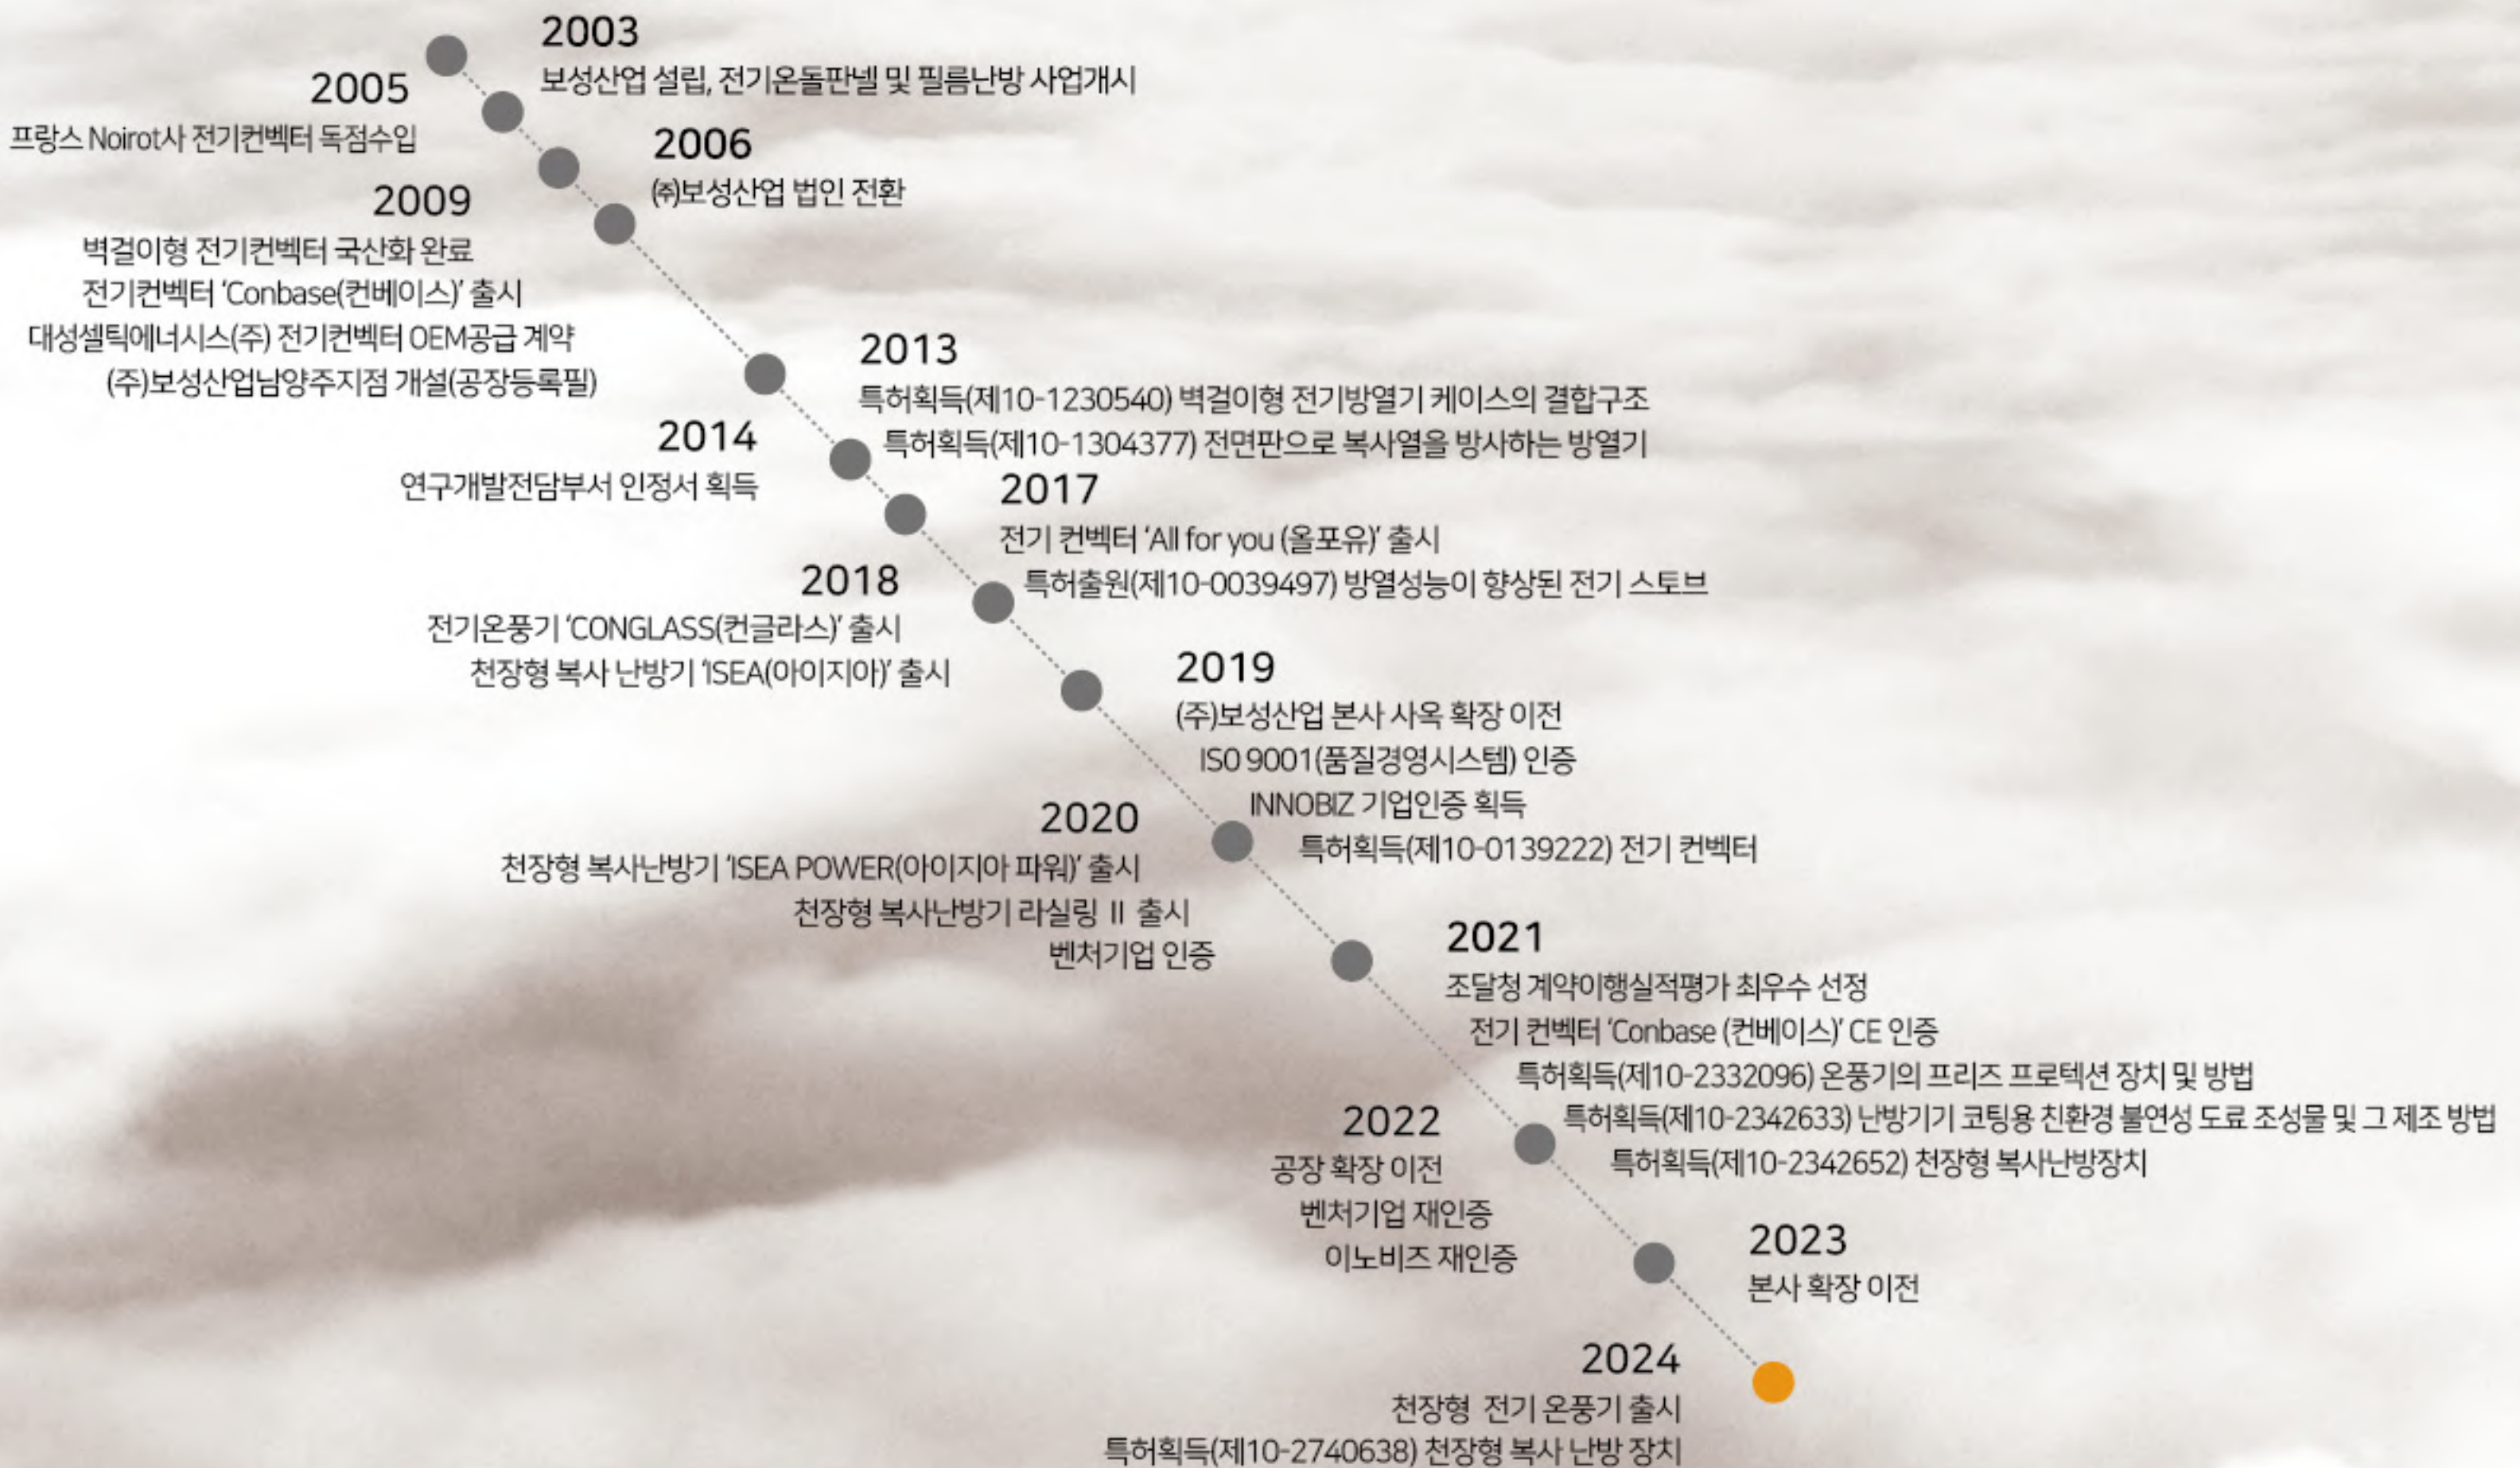 2003
보성산업 설립, 전기온돌판넬 및 필름난방 사업개시
2005
프랑스 Noirot사 전기컨벡터 독점수입
2006
㈜보성산업 법인 전환
2009
벽걸이형 전기컨벡터 국산화 완료
전기컨벡터 ‘Conbase(컨베이스)’ 출시
대성셀틱에너시스(주) 전기컨벡터 OEM공급 계약
(주)보성산업남양주지점 개설(공장등록필)
2013
특허획득(제10-1230540) 벽걸이형 전기방열기 케이스의 결합구조
특허획득(제10-1304377) 전면판으로 복사열을 방사하는 방열기
2014
연구개발전담부서 인정서 획득
2017
전기 컨벡터 ‘All for you (올포유)’ 출시
특허출원(제10-0039497) 방열성능이 향상된 전기 스토브
2018
전기온풍기 ‘CONGLASS(컨글라스)’ 출시
천장형 복사 난방기 ‘ISEA(아이지아)’ 출시
2019
(주)보성산업 본사 사옥 확장 이전
ISO 9001(품질경영시스템) 인증
INNOBIZ 기업인증 획득
특허획득(제10-0139222) 전기 컨벡터
2020
천장형 복사난방기 ‘ISEA POWER(아이지아 파워)’ 출시
천장형 복사난방기 라실링 Ⅱ 출시
벤처기업 인증
2021
조달청 계약이행실적평가 최우수 선정
전기 컨벡터 ‘Conbase (컨베이스)’ CE 인증
특허획득(제10-2332096) 온풍기의 프리즈 프로텍션 장치 및 방법
특허획득(제10-2342633) 난방기기 코팅용 친환경 불연성 도료 조성물 및 그 제조 방법
특허획득(제10-2342652) 천장형 복사난방장치
2022
공장 확장 이전
벤처기업 재인증
이노비즈 재인증
2023
본사 확장 이전
2024
천장형 전기 온풍기 출시
특허획득(제10-2740638) 천장형 복사 난방 장치